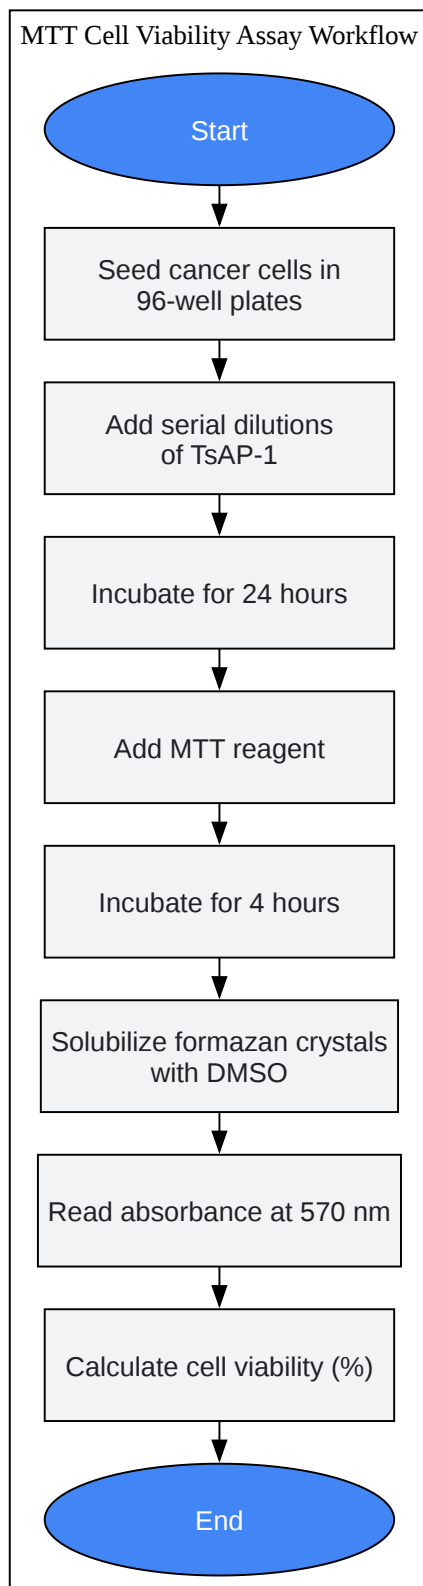 MTT Cell Viability Assay Workflow
Start
Seed cancer cells in
96-well plates
Add serial dilutions
of TsAP-1
Incubate for 24 hours
Add MTT reagent
Incubate for 4 hours
Solubilize formazan crystals
with DMSO
Read absorbance at 570 nm
Calculate cell viability (%)
End